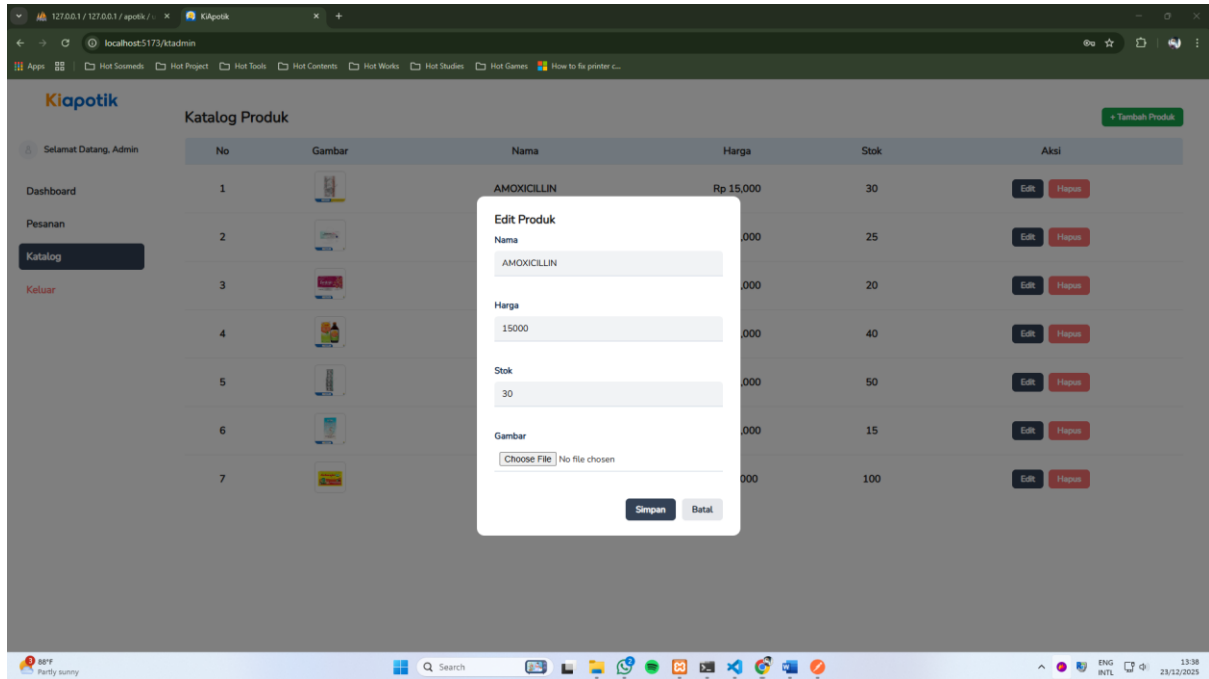 127.0.0.1 / 127.0.0.1 / apotik /
KiApotik
localhost:5173/ktadmin
Apps
Hot Sosmeds
Hot Project
Hot Tools
Hot Contents
Hot Works
Hot Studies
Hot Games
How to fix printer c...
Kiapotik
Selamat Datang, Admin
Dashboard
Pesanan
Katalog
Keluar
Katalog Produk
+ Tambah Produk
No Gambar Nama Harga Stok Aksi
1 AMOXICILLIN Rp 15,000 30 Edit Hapus
2 ,000 25 Edit Hapus
3 ,000 20 Edit Hapus
4 ,000 40 Edit Hapus
5 ,000 50 Edit Hapus
6 ,000 15 Edit Hapus
7 000 100 Edit Hapus
Edit Produk
Nama
AMOXICILLIN
Harga
15000
Stok
30
Gambar
Choose File No file chosen
Simpan Batal
3
88°F
Partly sunny
Search
ENG
INTL
13:38
23/12/2025